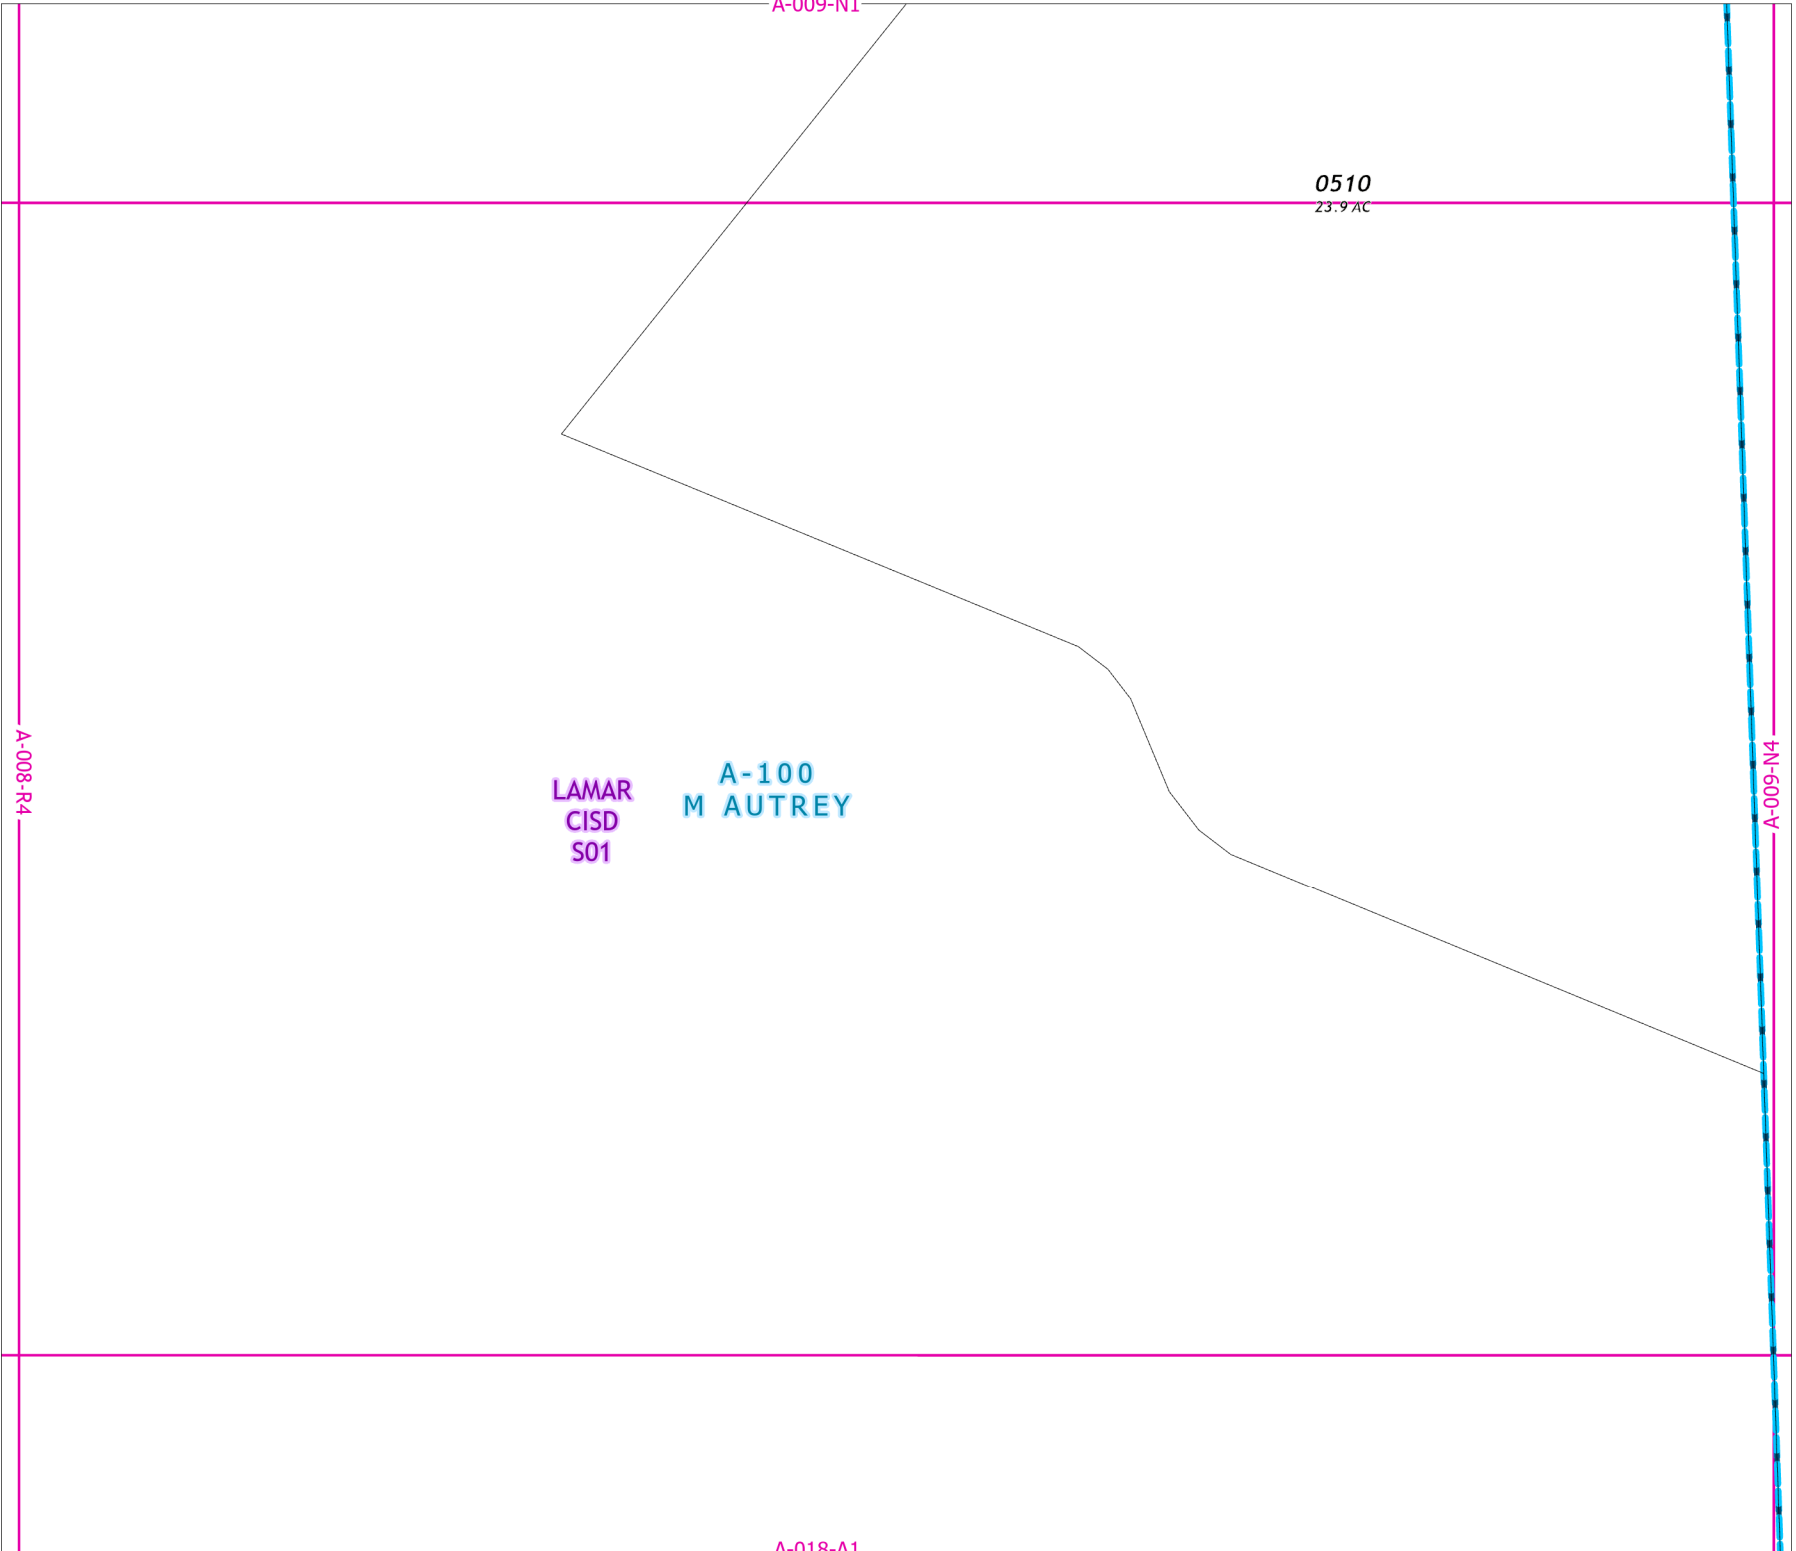 A-009-N1
0510
23.9 AC
A-008-R4
A-009-N4
A-100
M AUTREY
LAMAR
CISD
S01
A-018-A1